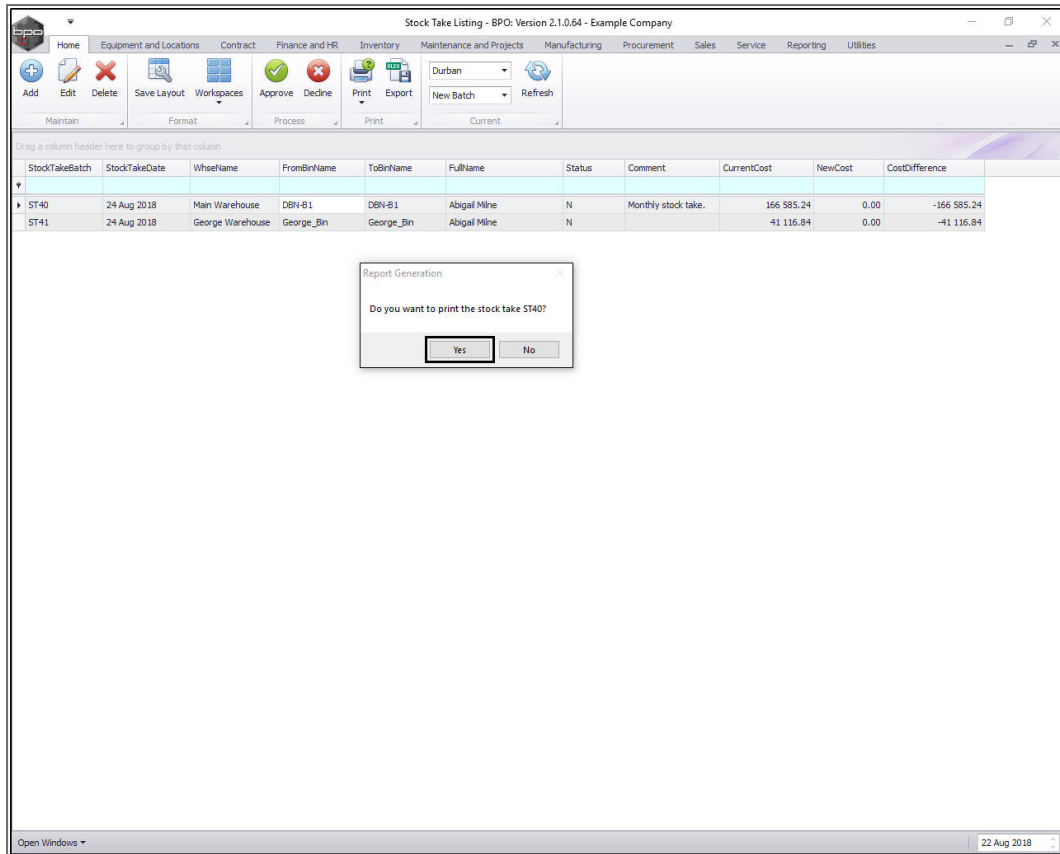 Stock Take Listing - BPO: Version 2.1.0.64 - Example Company
bpo
Home Equipment and Locations Contract Finance and HR Inventory Maintenance and Projects Manufacturing Procurement Sales Service Reporting Utilities
Durban
Add Edit Delete Save Layout Workspaces Approve Decline Print Export New Batch Refresh
Maintain Format Process Print Current
Drag a column header here to group by that column
StockTakeBatch StockTakeDate WhseName FromBinName ToBinName FullName Status Comment CurrentCost NewCost CostDifference
ST40 24 Aug 2018 Main Warehouse DBN-B1 DBN-B1 Abigail Milne N Monthly stock take. 166 585.24 0.00 -166 585.24
ST41 24 Aug 2018 George Warehouse George_Bin George_Bin Abigail Milne N 41 116.84 0.00 -41 116.84
Report Generation
Do you want to print the stock take ST40?
Yes No
Open Windows 22 Aug 2018